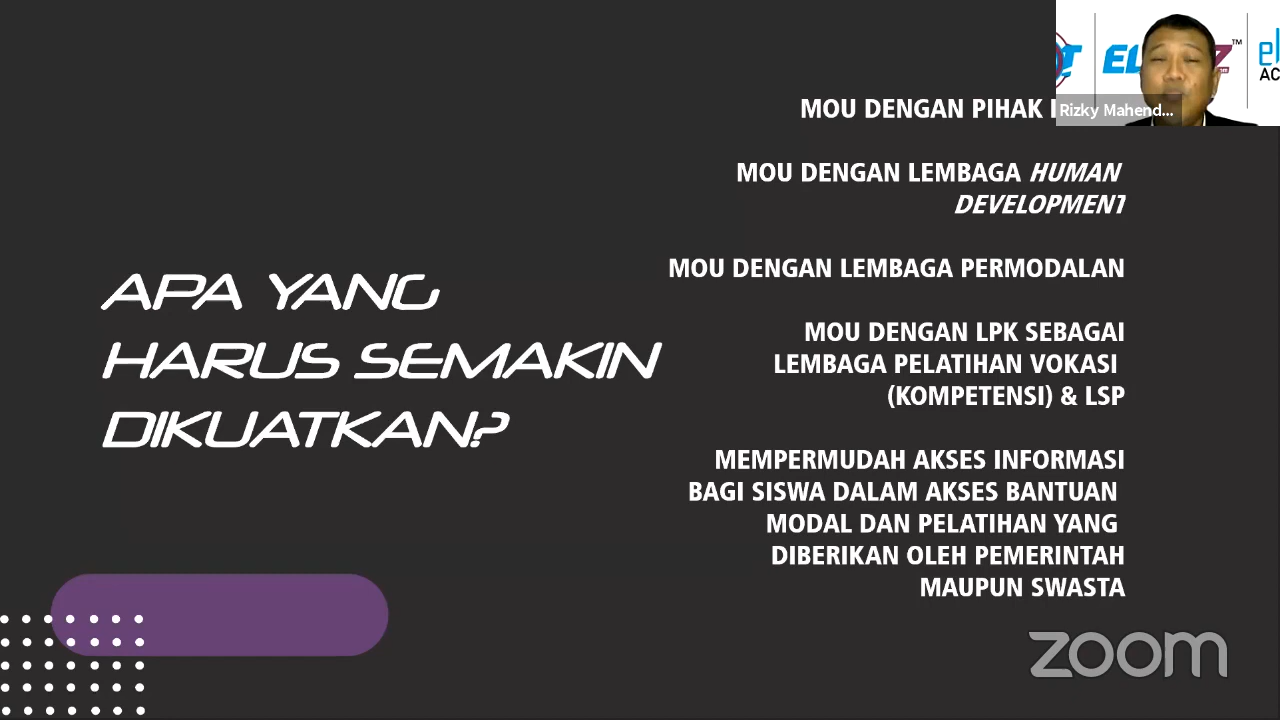 APA YANG
HARUS SEMAKIN
DIKUATKAN?
MOU DENGAN PIHAK
MOU DENGAN LEMBAGA HUMAN
DEVELOPMENT
MOU DENGAN LEMBAGA PERMODALAN
MOU DENGAN LPK SEBAGAI
LEMBAGA PELATIHAN VOKASI
(KOMPETENSI) & LSP
MEMPERMUDAH AKSES INFORMASI
BAGI SISWA DALAM AKSES BANTUAN
MODAL DAN PELATIHAN YANG
DIBERIKAN OLEH PEMERINTAH
MAUPUN SWASTA
Rizky Mahend...
zoom